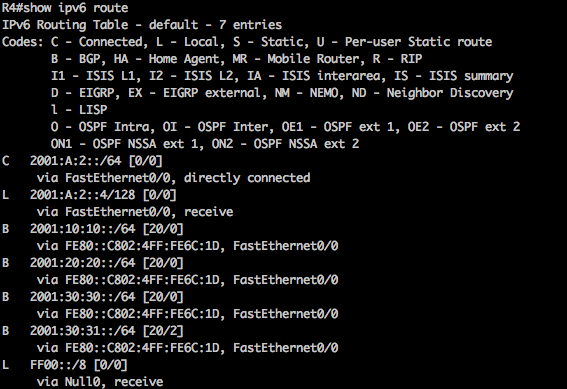 R4#show ipv6 route
IPv6 Routing Table - default - 7 entries
Codes: C - Connected, L - Local, S - Static, U - Per-user Static route
B - BGP, HA - Home Agent, MR - Mobile Router, R - RIP
I1 - ISIS L1, I2 - ISIS L2, IA - ISIS interarea, IS - ISIS summary
D - EIGRP, EX - EIGRP external, NM - NEMO, ND - Neighbor Discovery
l - LISP
O - OSPF Intra, OI - OSPF Inter, OE1 - OSPF ext 1, OE2 - OSPF ext 2
ON1 - OSPF NSSA ext 1, ON2 - OSPF NSSA ext 2
C 2001:A:2::/64 [0/0]
via FastEthernet0/0, directly connected
L 2001:A:2::4/128 [0/0]
via FastEthernet0/0, receive
B 2001:10:10::/64 [20/0]
via FE80::C802:4FF:FE6C:1D, FastEthernet0/0
B 2001:20:20::/64 [20/0]
via FE80::C802:4FF:FE6C:1D, FastEthernet0/0
B 2001:30:30::/64 [20/0]
via FE80::C802:4FF:FE6C:1D, FastEthernet0/0
B 2001:30:31::/64 [20/2]
via FE80::C802:4FF:FE6C:1D, FastEthernet0/0
L FF00::/8 [0/0]
via Null0, receive